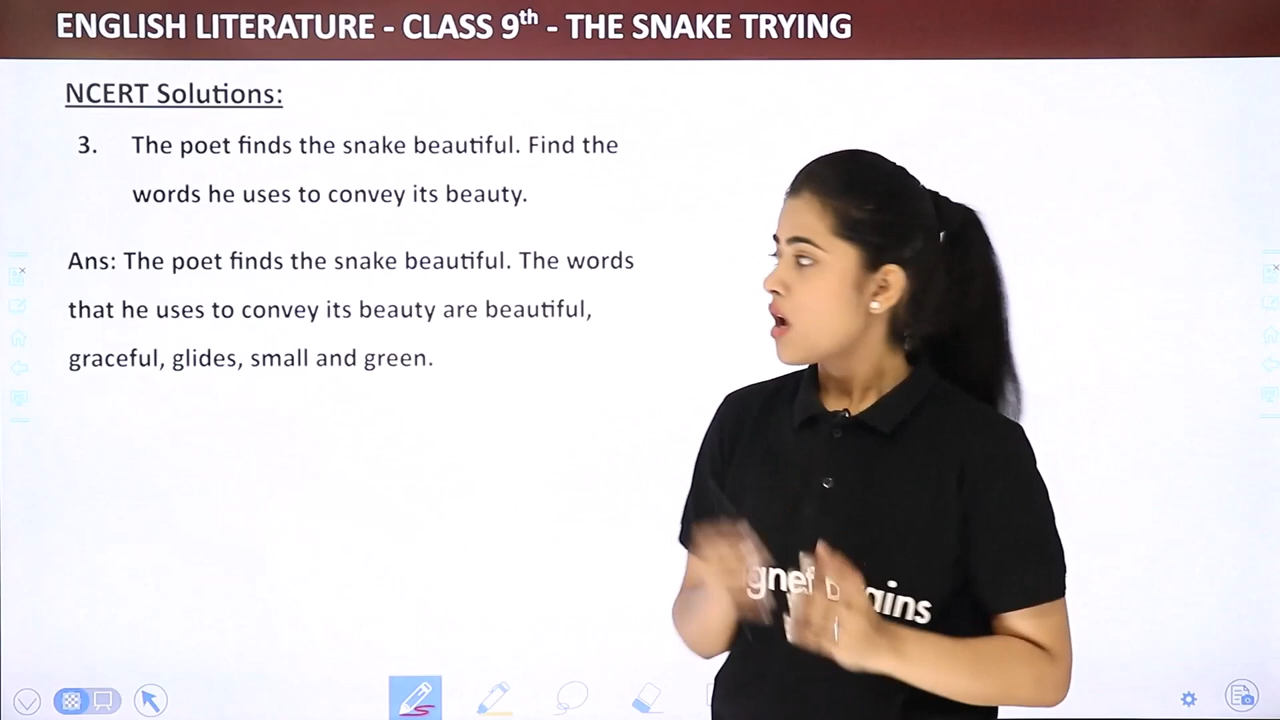 ENGLISH LITERATURE - CLASS 9th - THE SNAKE TRYING
NCERT Solutions:
3. The poet finds the snake beautiful. Find the
words he uses to convey its beauty.
Ans: The poet finds the snake beautiful. The words
that he uses to convey its beauty are beautiful,
graceful, glides, small and green.